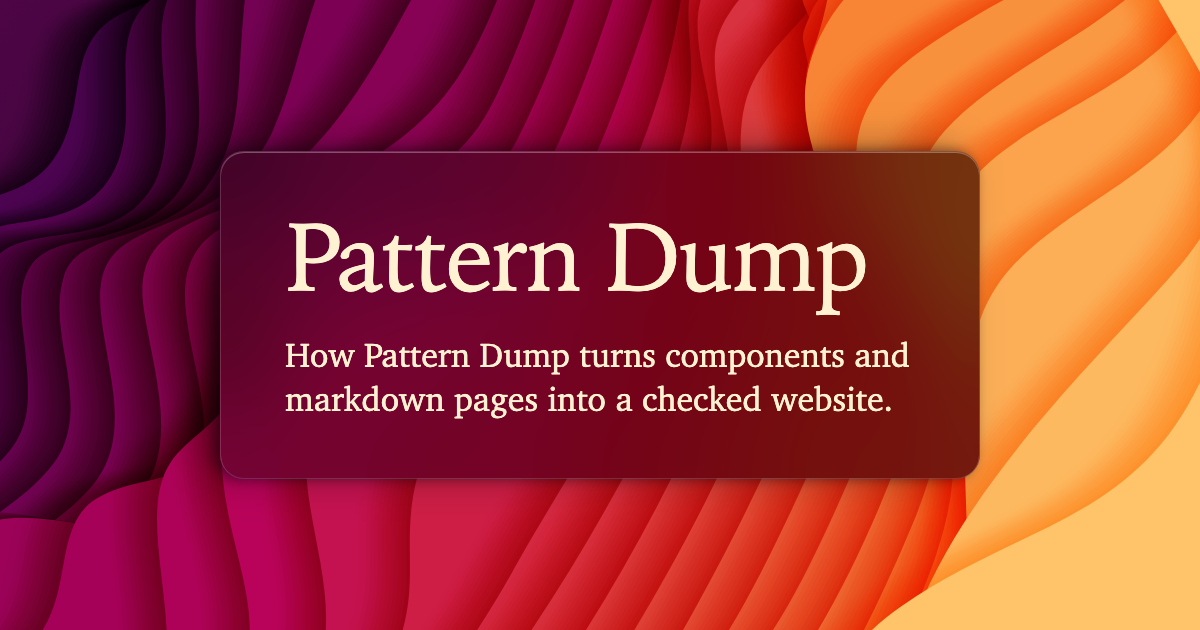 Pattern Dump
How Pattern Dump turns components and
markdown pages into a checked website.